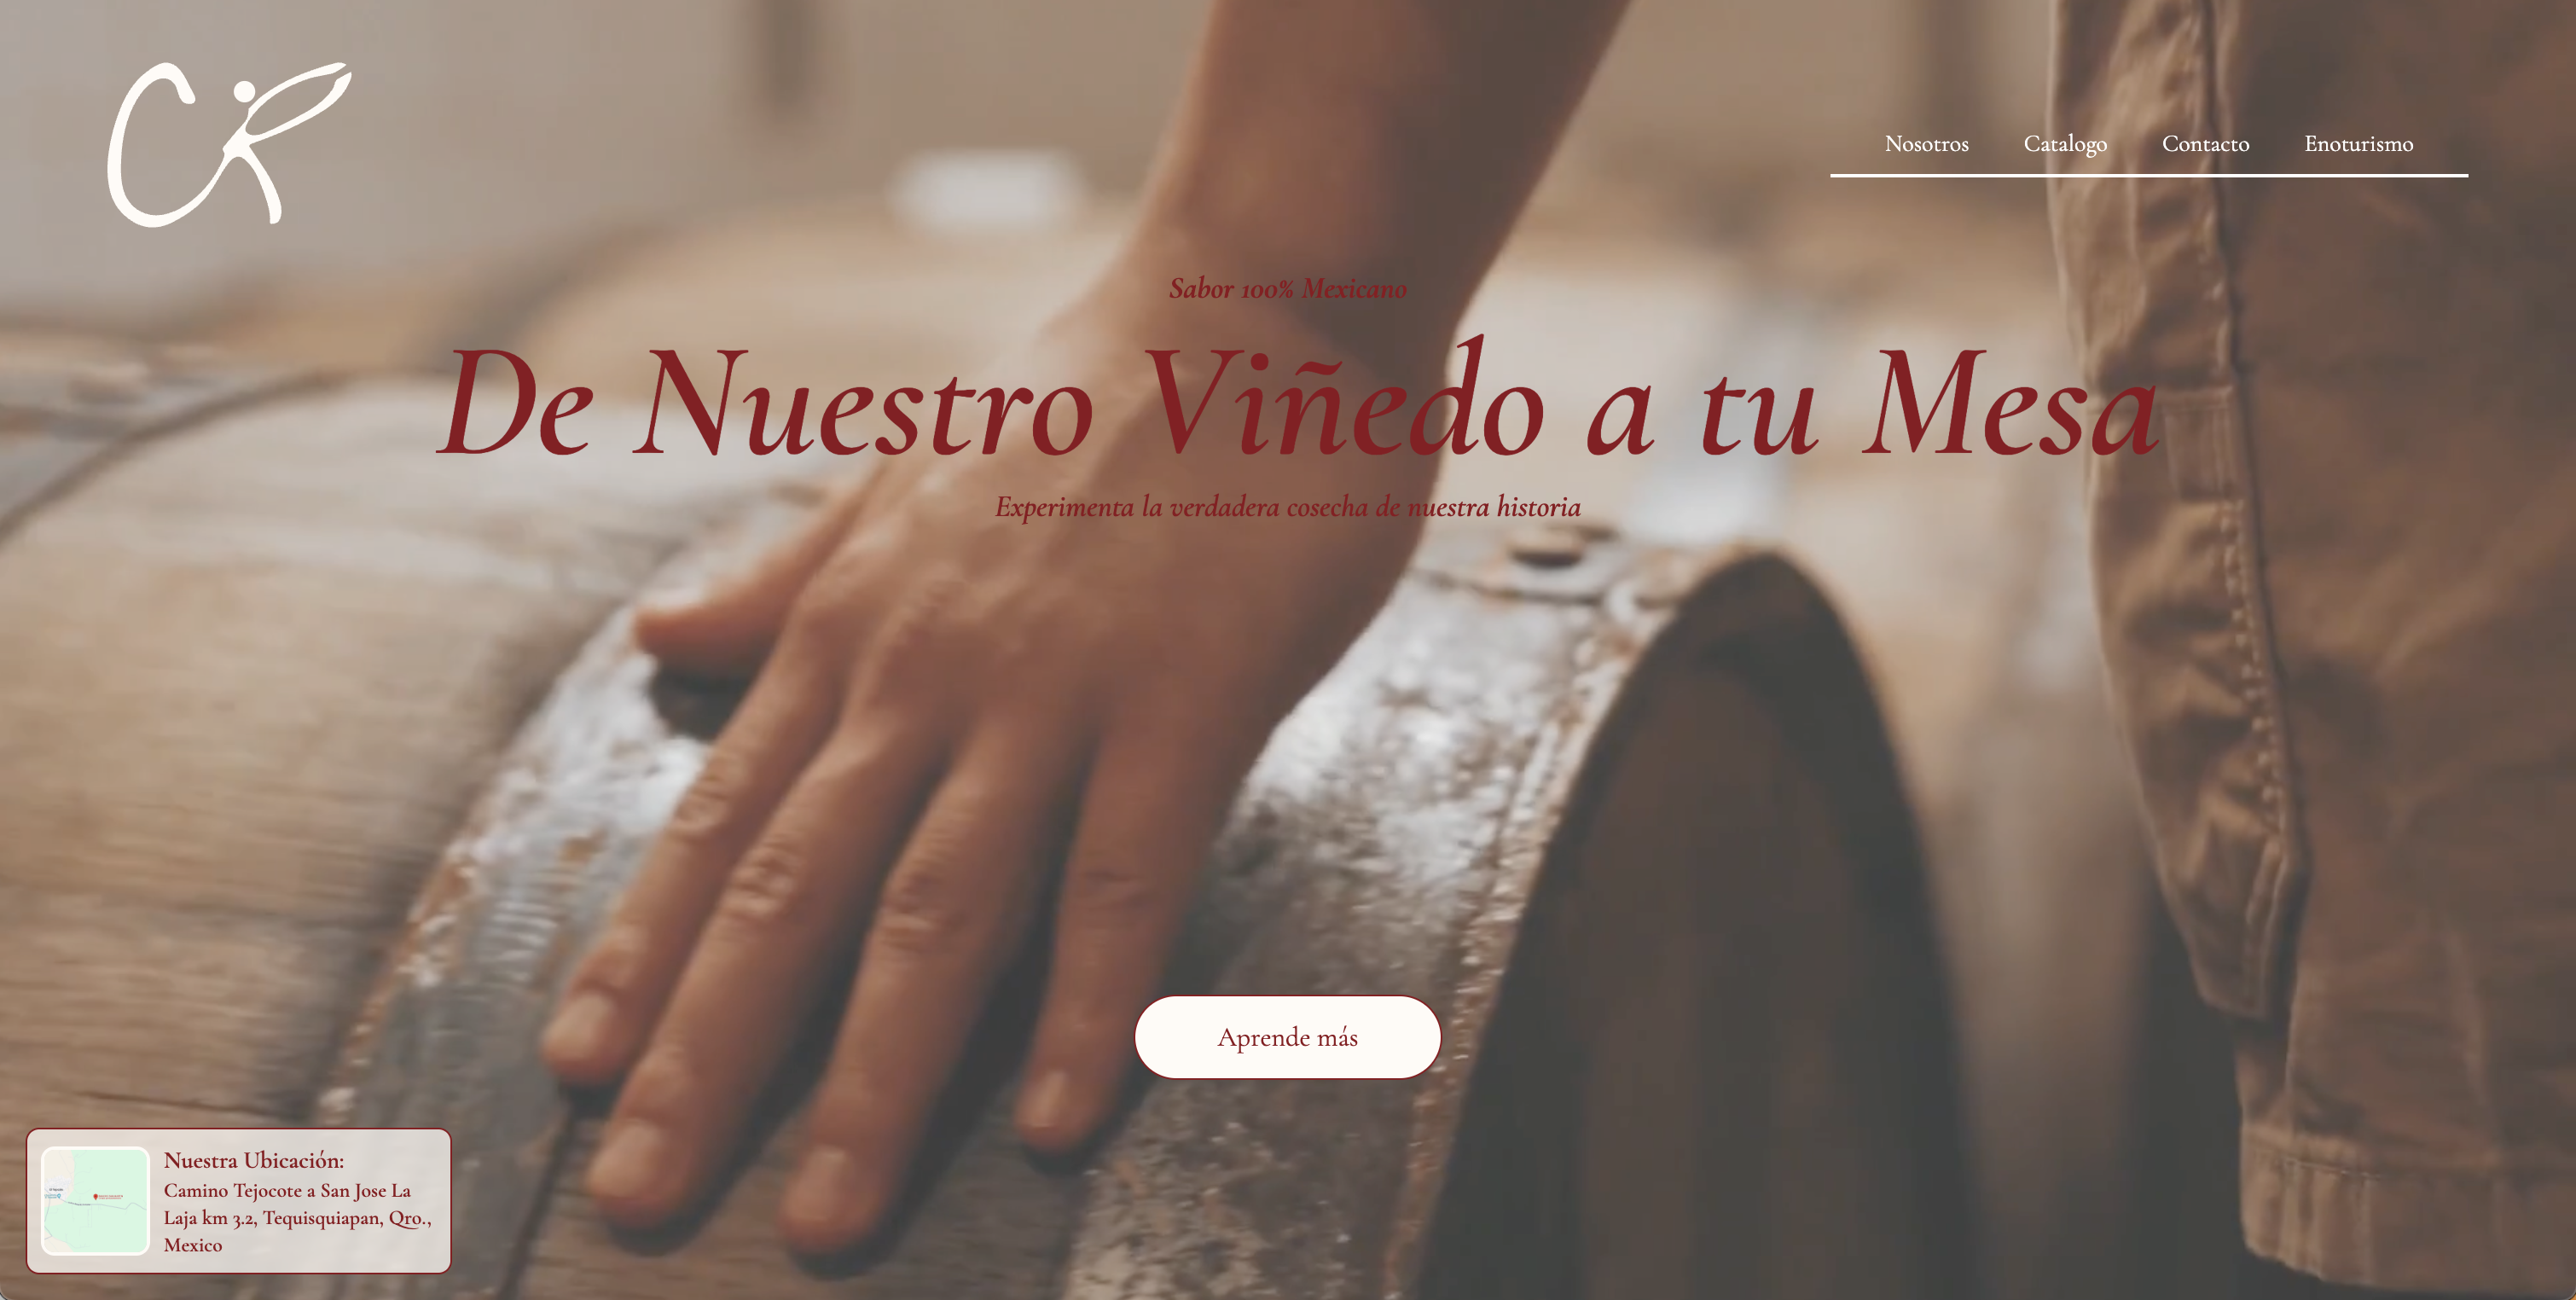 CR
Nosotros Catalogo Contacto Enoturismo
Sabor 100% Mexicano
De Nuestro Viñedo a tu Mesa
Experimenta la verdadera cosecha de nuestra historia
Aprende más
Nuestra Ubicación:
Camino Tejocote a San Jose La
Laja km 3.2, Tequisquiapan, Qro.,
Mexico